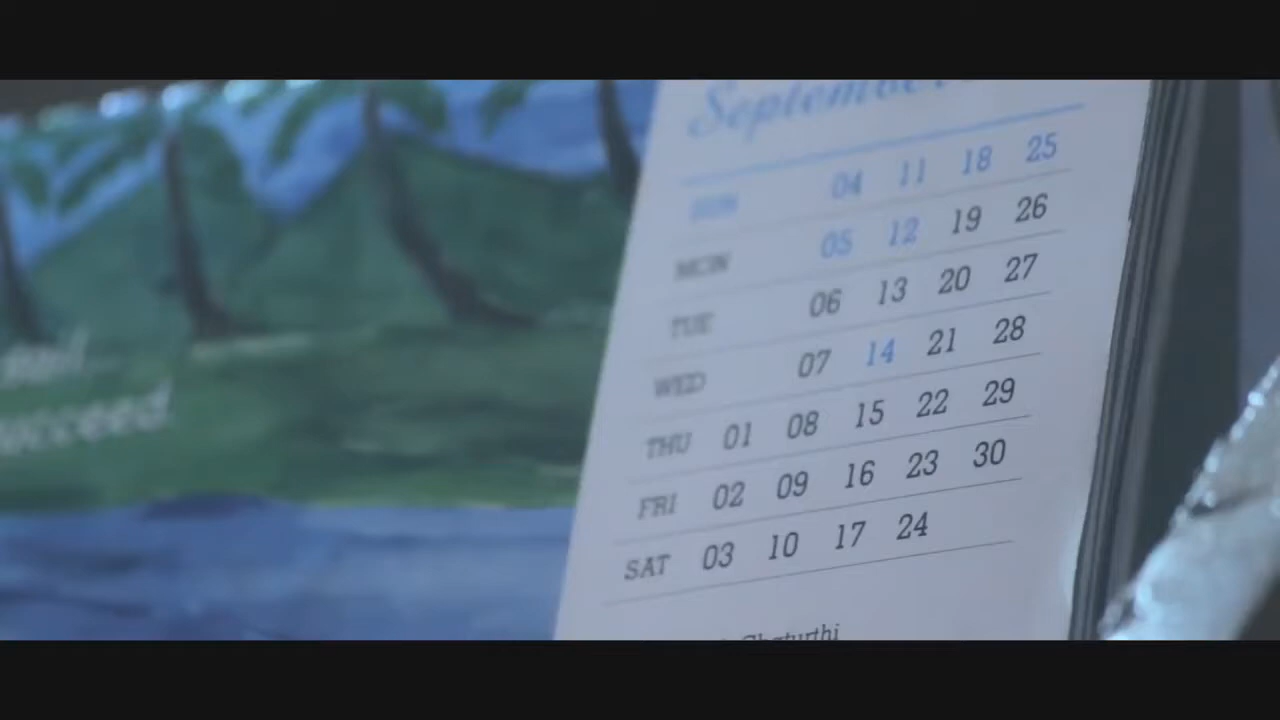 September
SUN 04 11 18 25
MON 05 12 19 26
TUE 06 13 20 27
WED 07 14 21 28
THU 01 08 15 22 29
FRI 02 09 16 23 30
SAT 03 10 17 24
Chaturthi
succeed.